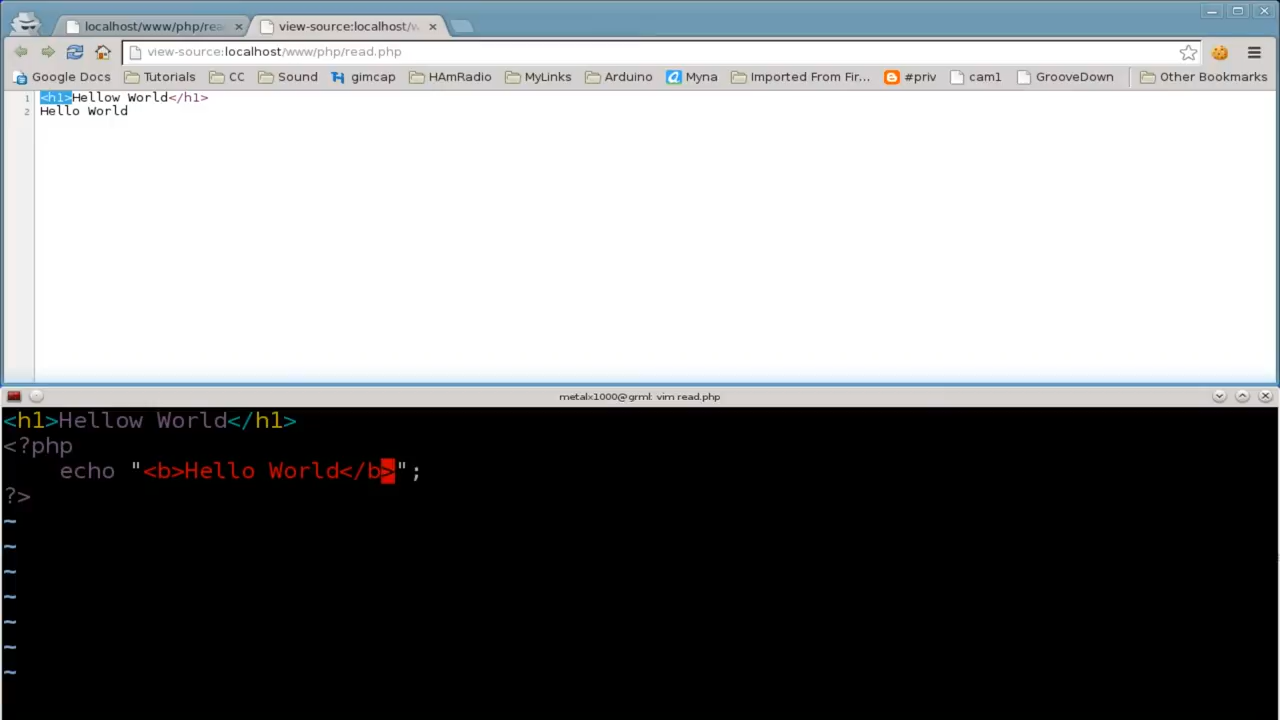 localhost/www/php/rea
view-source:localhost/w
view-source:localhost/www/php/read.php
Google Docs Tutorials CC Sound gimcap HAmRadio MyLinks Arduino Myna Imported From Fir... #priv cam1 GrooveDown Other Bookmarks
1 <h1>Hellow World</h1>
2 Hello World
metalx1000@grml: vim read.php
<h1>Hellow World</h1>
<?php
echo "<b>Hello World</b>";
?>
~
~
~
~
~
~
~